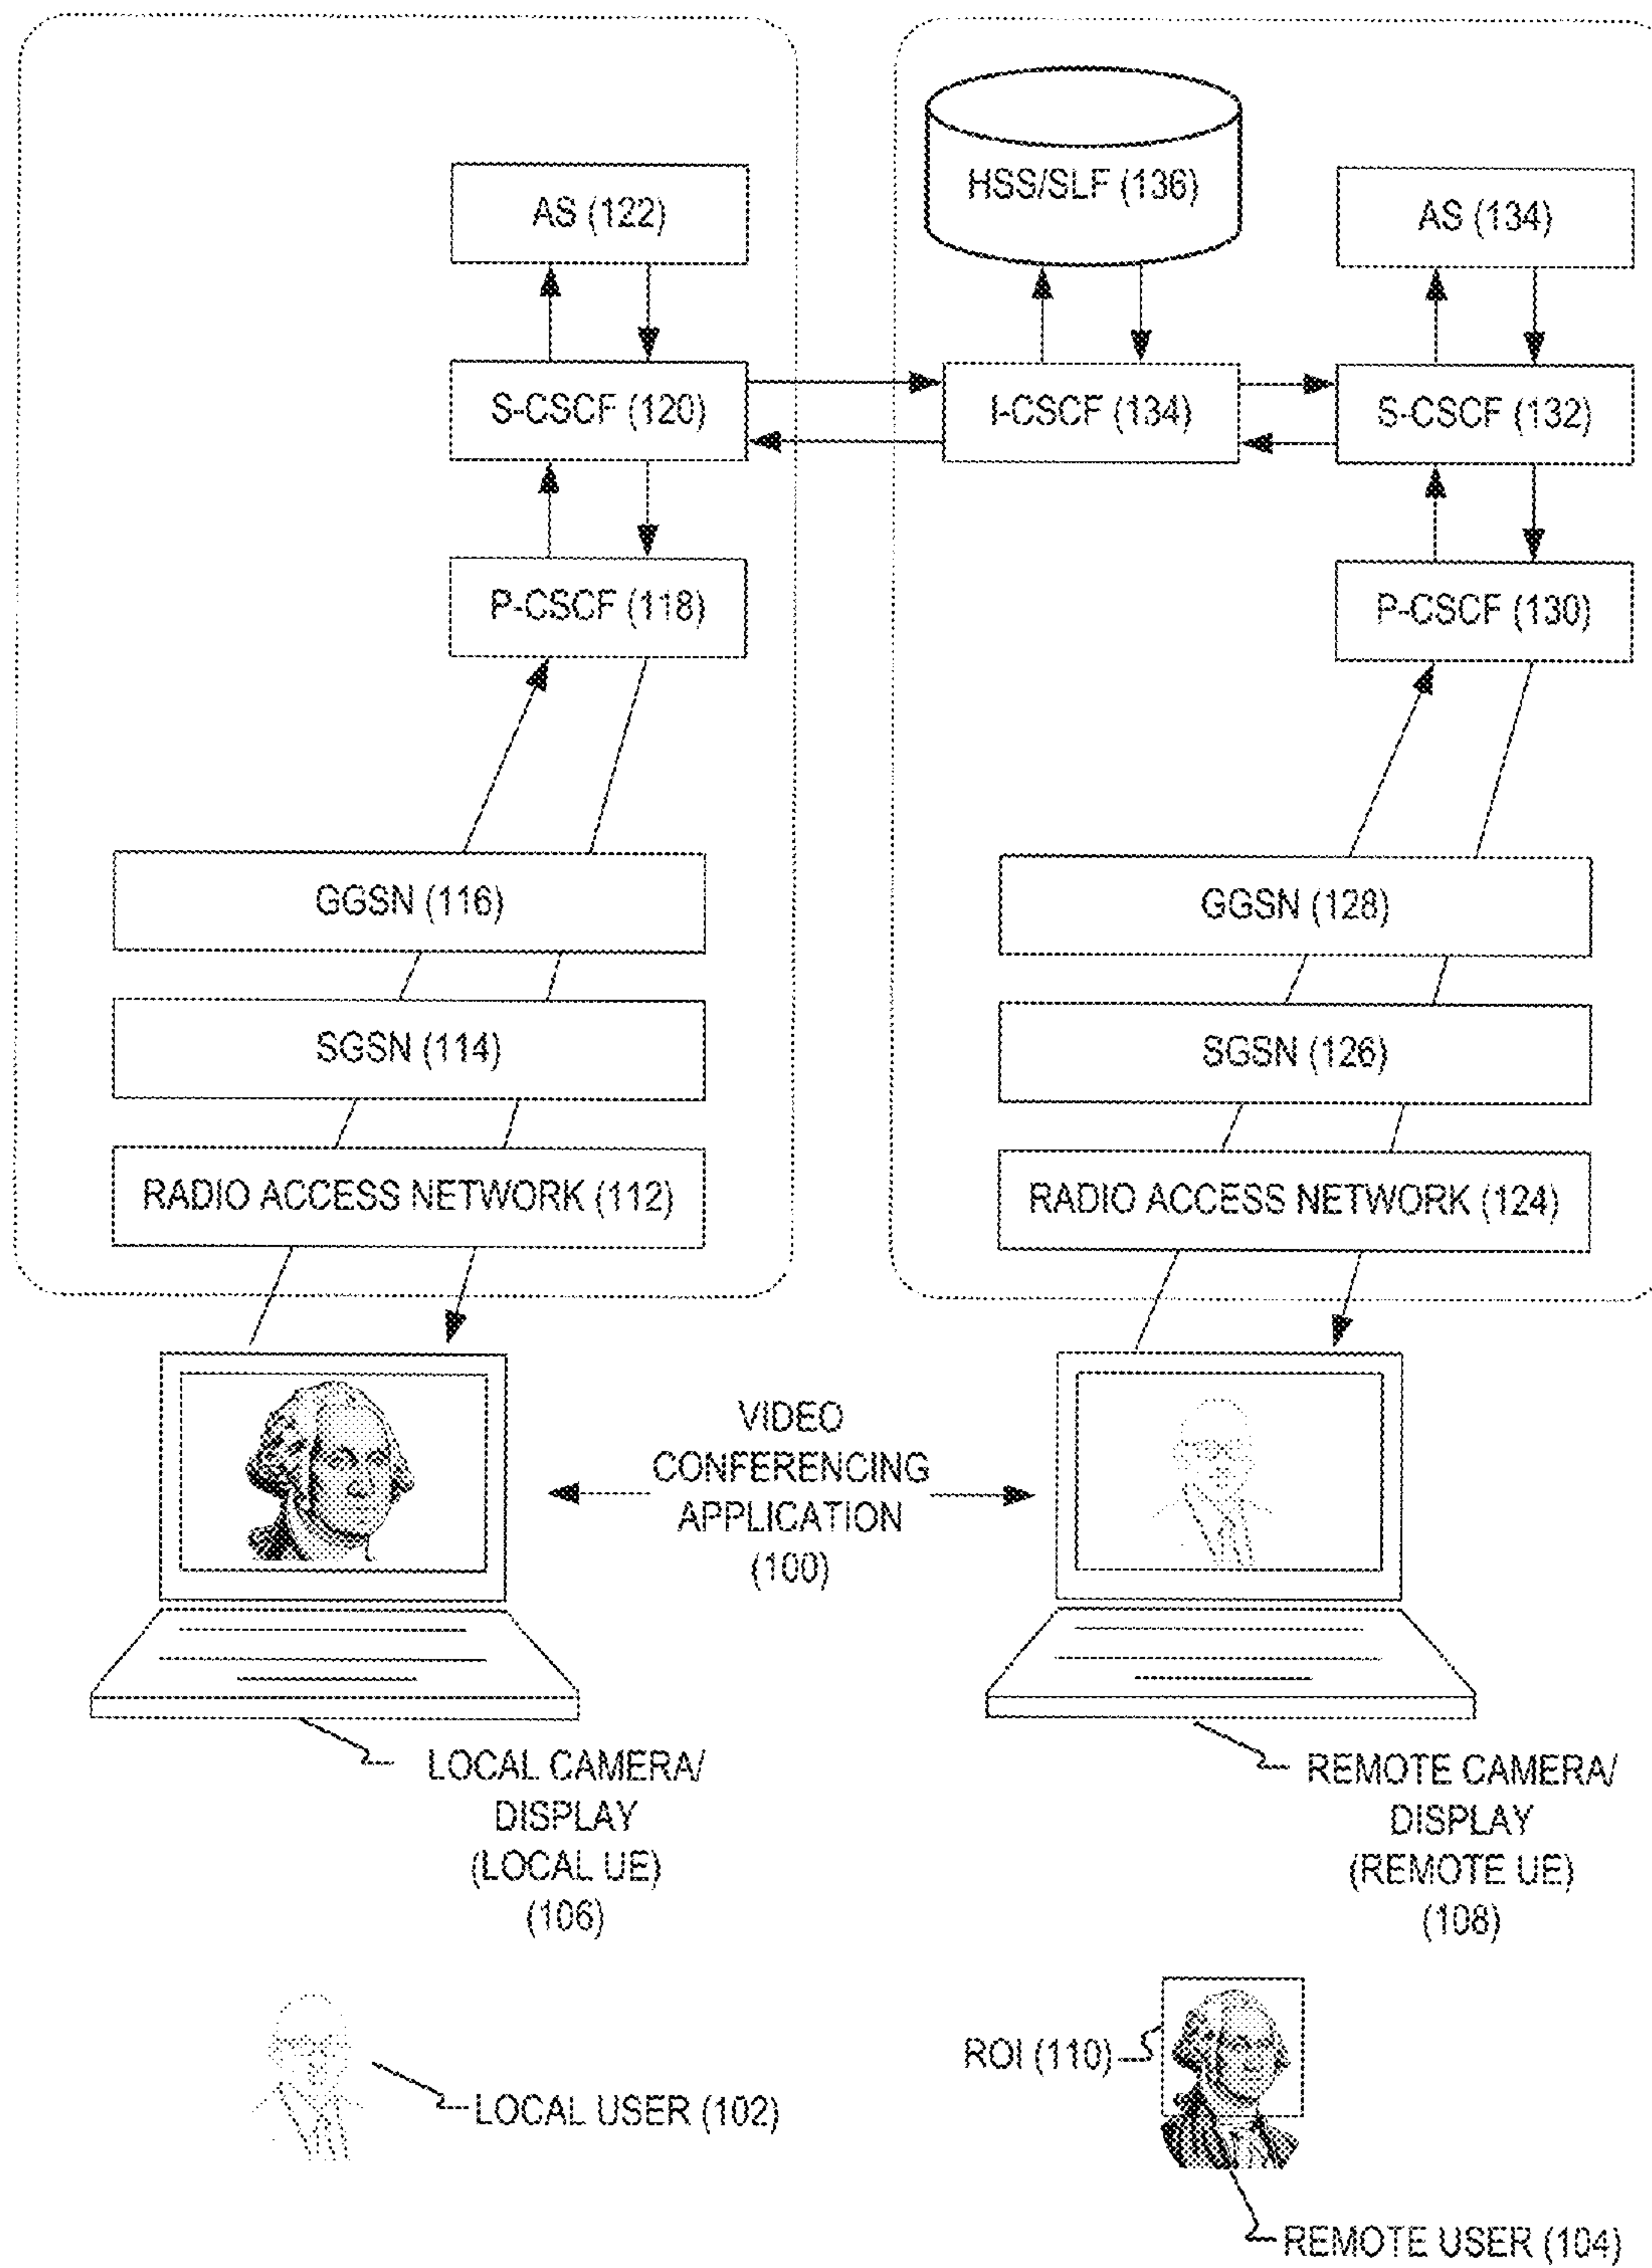 HSS/SLF (136)
AS (122)
AS (134)
S-CSCF (120)
I-CSCF (134)
S-CSCF (132)
P-CSCF (118)
P-CSCF (130)
GGSN (116)
GGSN (128)
SGSN (114)
SGSN (126)
RADIO ACCESS NETWORK (112)
RADIO ACCESS NETWORK (124)
VIDEO
CONFERENCING
APPLICATION
(100)
LOCAL CAMERA/
DISPLAY
(LOCAL UE)
(106)
REMOTE CAMERA/
DISPLAY
(REMOTE UE)
(108)
LOCAL USER (102)
ROI (110)
REMOTE USER (104)